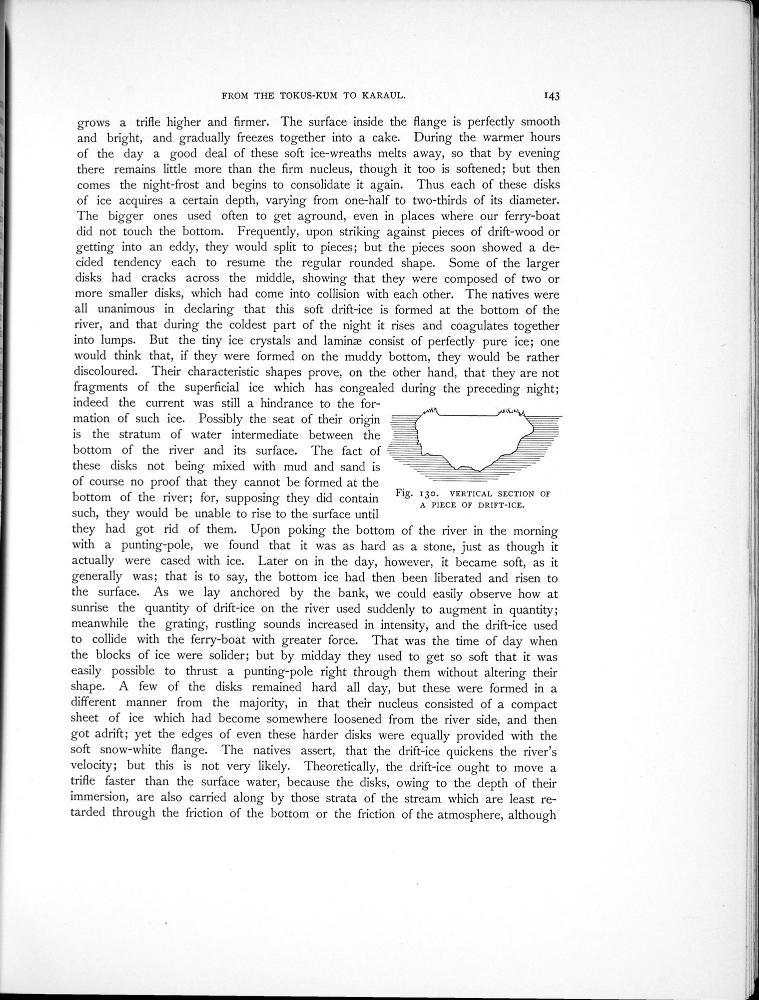 FROM THE TOKUS-KUM TO KARAUL. 143
grows a trifle higher and firmer. The surface inside the flange is perfectly smooth
and bright, and gradually freezes together into a cake. During the warmer hours
of the day a good deal of these soft ice-wreaths melts away, so that by evening
there remains little more than the firm nucleus, though it too is softened; but then
comes the night-frost and begins to consolidate it again. Thus each of these disks
of ice acquires a certain depth, varying from one-half to two-thirds of its diameter.
The bigger ones used often to get aground, even in places where our ferry-boat
did not touch the bottom. Frequently, upon striking against pieces of drift-wood or
getting into an eddy, they would split to pieces; but the pieces soon showed a de-
cided tendency each to resume the regular rounded shape. Some of the larger
disks had cracks across the middle, showing that they were composed of two or
more smaller disks, which had come into collision with each other. The natives were
all unanimous in declaring that this soft drift-ice is formed at the bottom of the
river, and that during the coldest part of the night it rises and coagulates together
into lumps. But the tiny ice crystals and laminæ consist of perfectly pure ice; one
would think that, if they were formed on the muddy bottom, they would be rather
discoloured. Their characteristic shapes prove, on the other hand, that they are not
fragments of the superficial ice which has congealed during the preceding night;
indeed the current was still a hindrance to the for-
mation of such ice. Possibly the seat of their origin
is the stratum of water intermediate between the
bottom of the river and its surface. The fact of
these disks not being mixed with mud and sand is
of course no proof that they cannot be formed at the
bottom of the river; for, supposing they did contain
such, they would be unable to rise to the surface until
Fig. 130. VERTICAL SECTION OF
A PIECE OF DRIFT-ICE.
they had got rid of them. Upon poking the bottom of the river in the morning
with a punting-pole, we found that it was as hard as a stone, just as though it
actually were cased with ice. Later on in the day, however, it became soft, as it
generally was; that is to say, the bottom ice had then been liberated and risen to
the surface. As we lay anchored by the bank, we could easily observe how at
sunrise the quantity of drift-ice on the river used suddenly to augment in quantity;
meanwhile the grating, rustling sounds increased in intensity, and the drift-ice used
to collide with the ferry-boat with greater force. That was the time of day when
the blocks of ice were solider; but by midday they used to get so soft that it was
easily possible to thrust a punting-pole right through them without altering their
shape. A few of the disks remained hard all day, but these were formed in a
different manner from the majority, in that their nucleus consisted of a compact
sheet of ice which had become somewhere loosened from the river side, and then
got adrift; yet the edges of even these harder disks were equally provided with the
soft snow-white flange. The natives assert, that the drift-ice quickens the river's
velocity; but this is not very likely. Theoretically, the drift-ice ought to move a
trifle faster than the surface water, because the disks, owing to the depth of their
immersion, are also carried along by those strata of the stream which are least re-
tarded through the friction of the bottom or the friction of the atmosphere, although